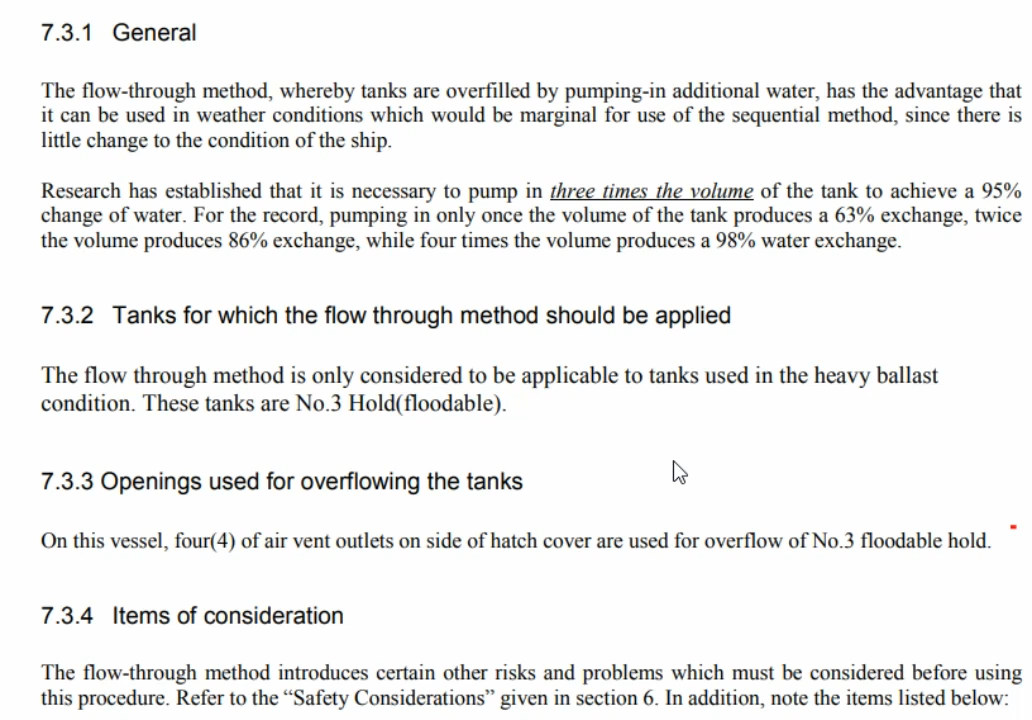 7.3.1 General
The flow-through method, whereby tanks are overfilled by pumping-in additional water, has the advantage that
it can be used in weather conditions which would be marginal for use of the sequential method, since there is
little change to the condition of the ship.
Research has established that it is necessary to pump in three times the volume of the tank to achieve a 95%
change of water. For the record, pumping in only once the volume of the tank produces a 63% exchange, twice
the volume produces 86% exchange, while four times the volume produces a 98% water exchange.
7.3.2 Tanks for which the flow through method should be applied
The flow through method is only considered to be applicable to tanks used in the heavy ballast
condition. These tanks are No.3 Hold(floodable).
7.3.3 Openings used for overflowing the tanks
On this vessel, four(4) of air vent outlets on side of hatch cover are used for overflow of No.3 floodable hold.
7.3.4 Items of consideration
The flow-through method introduces certain other risks and problems which must be considered before using
this procedure. Refer to the “Safety Considerations” given in section 6. In addition, note the items listed below: